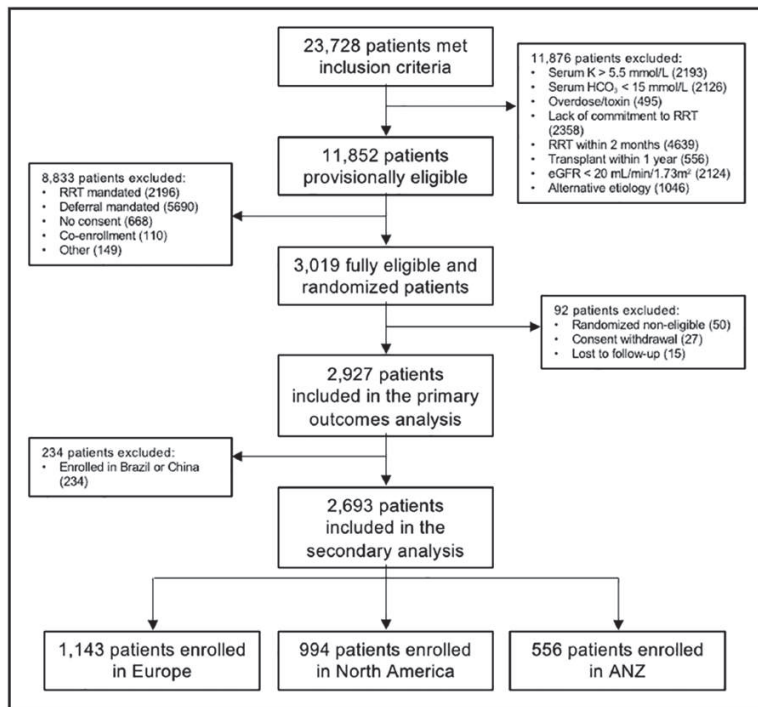 23,728 patients met
inclusion criteria
11,876 patients excluded:
• Serum K > 5.5 mmol/L (2193)
• Serum HCO₃ < 15 mmol/L (2126)
• Overdose/toxin (495)
• Lack of commitment to RRT
(2358)
• RRT within 2 months (4639)
• Transplant within 1 year (556)
• eGFR < 20 mL/min/1.73m² (2124)
• Alternative etiology (1046)
11,852 patients
provisionally eligible
8,833 patients excluded:
• RRT mandated (2196)
• Deferral mandated (5690)
• No consent (668)
• Co-enrollment (110)
• Other (149)
3,019 fully eligible and
randomized patients
92 patients excluded:
• Randomized non-eligible (50)
• Consent withdrawal (27)
• Lost to follow-up (15)
2,927 patients
included in the primary
outcomes analysis
234 patients excluded:
• Enrolled in Brazil or China
(234)
2,693 patients
included in the
secondary analysis
1,143 patients enrolled
in Europe
994 patients enrolled
in North America
556 patients enrolled
in ANZ